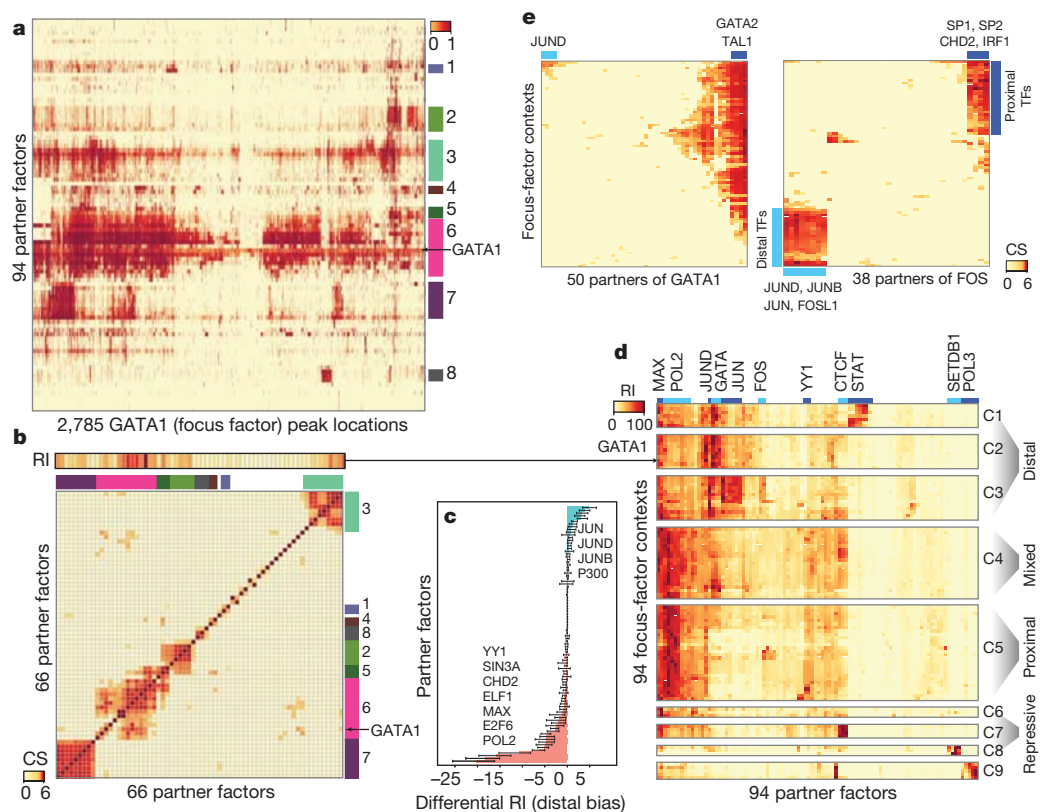 a
0 1
1
2
3
4
5
6
GATA1
7
8
94 partner factors
2,785 GATA1 (focus factor) peak locations
b
RI
3
1
4
8
2
5
6
GATA1
7
66 partner factors
CS
0 6
66 partner factors
c
JUN
JUND
JUNB
P300
YY1
SIN3A
CHD2
ELF1
MAX
E2F6
POL2
Partner factors
−25
−15
−5
0
5
Differential RI (distal bias)
d
RI
0 100
MAX
POL2
JUND
GATA
JUN
FOS
YY1
CTCF
STAT
SETDB1
POL3
GATA1
C1
C2
C3
C4
C5
C6
C7
C8
C9
Distal
Mixed
Proximal
Repressive
94 focus-factor contexts
94 partner factors
e
JUND
GATA2
TAL1
SP1, SP2
CHD2, IRF1
Focus-factor contexts
Proximal
TFs
Distal TFs
50 partners of GATA1
JUND, JUNB
JUN, FOSL1
38 partners of FOS
CS
0 6